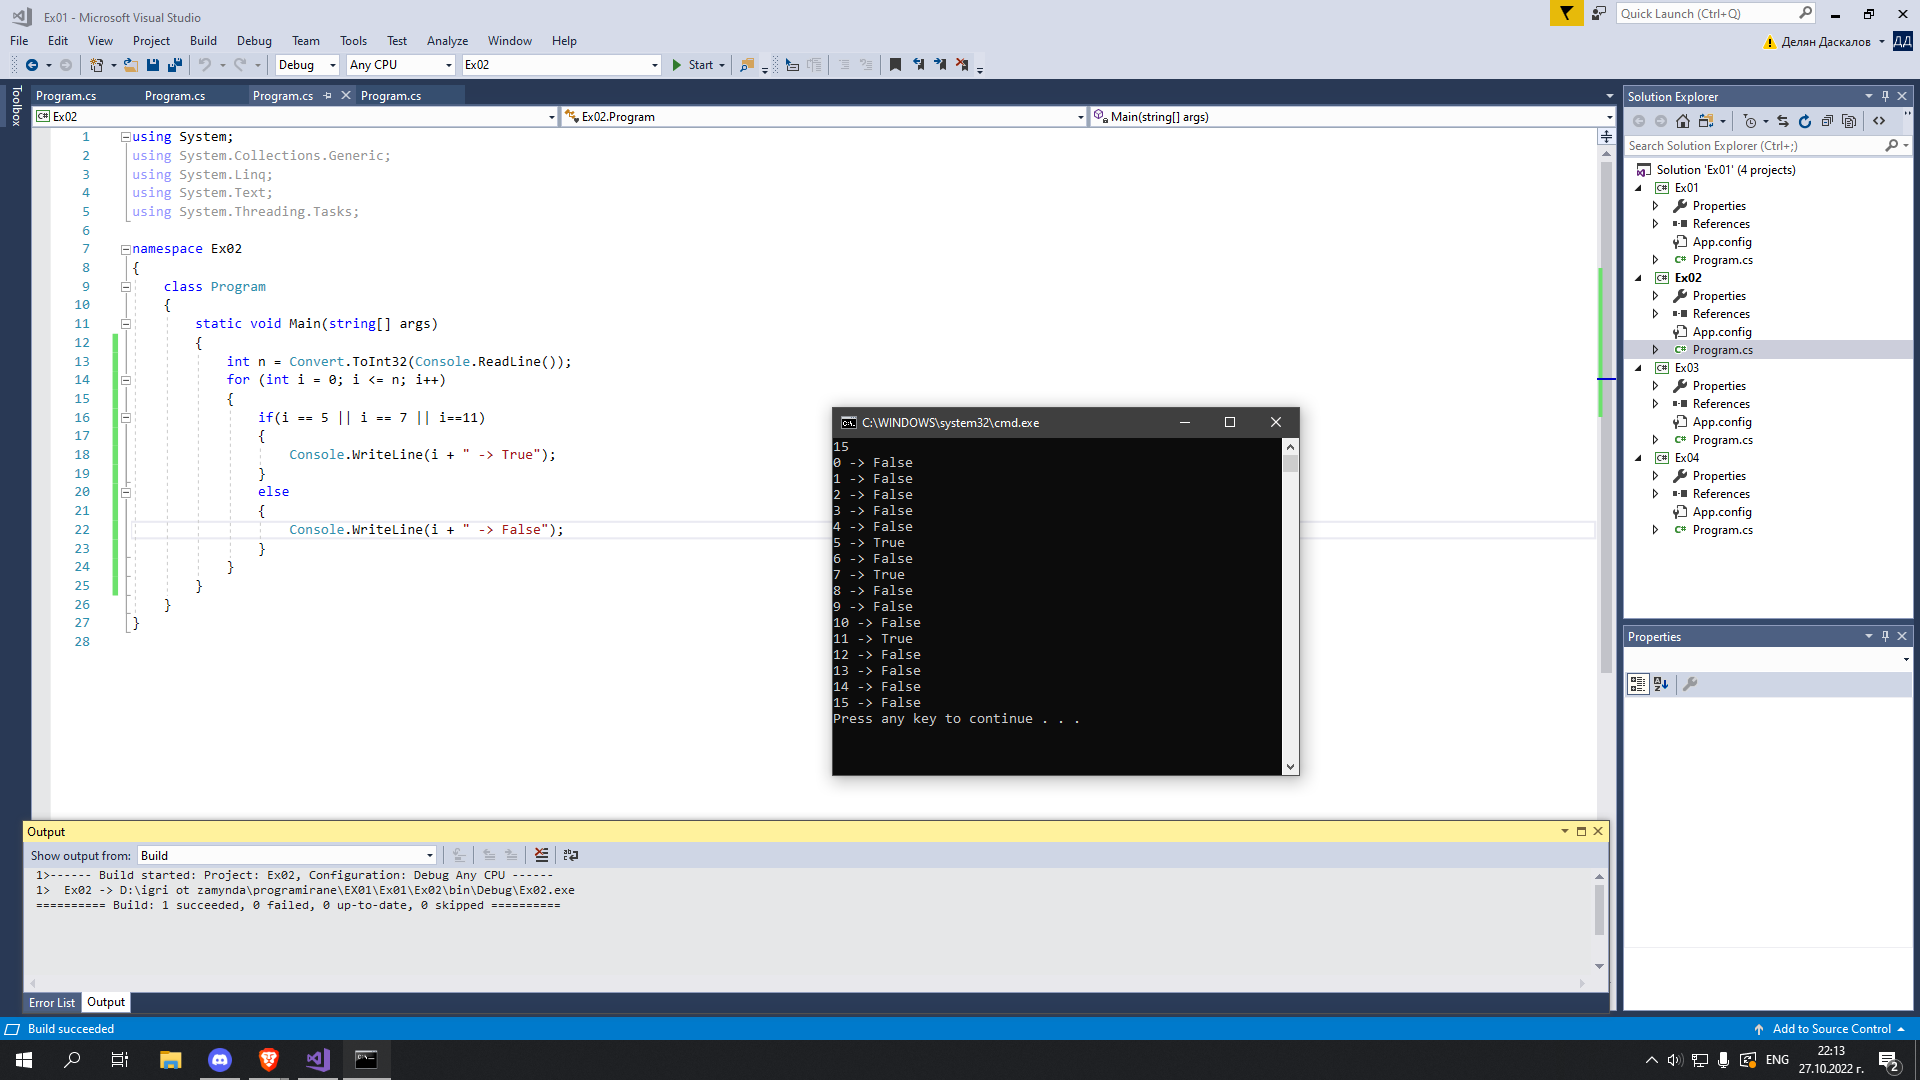 Ex01 - Microsoft Visual Studio
Quick Launch (Ctrl+Q)
File Edit View Project Build Debug Team Tools Test Analyze Window Help
Делян Даскалов ДД
Debug Any CPU Ex02 Start
Toolbox
Program.cs Program.cs Program.cs Program.cs
Ex02 Ex02.Program Main(string[] args)
1 using System;
2 using System.Collections.Generic;
3 using System.Linq;
4 using System.Text;
5 using System.Threading.Tasks;
6
7 namespace Ex02
8 {
9 class Program
10 {
11 static void Main(string[] args)
12 {
13 int n = Convert.ToInt32(Console.ReadLine());
14 for (int i = 0; i <= n; i++)
15 {
16 if(i == 5 || i == 7 || i==11)
17 {
18 Console.WriteLine(i + " -> True");
19 }
20 else
21 {
22 Console.WriteLine(i + " -> False");
23 }
24 }
25 }
26 }
27 }
28
C:\WINDOWS\system32\cmd.exe
15
0 -> False
1 -> False
2 -> False
3 -> False
4 -> False
5 -> True
6 -> False
7 -> True
8 -> False
9 -> False
10 -> False
11 -> True
12 -> False
13 -> False
14 -> False
15 -> False
Press any key to continue . . .
Solution Explorer
Search Solution Explorer (Ctrl+;)
Solution 'Ex01' (4 projects)
Ex01
Properties
References
App.config
Program.cs
Ex02
Properties
References
App.config
Program.cs
Ex03
Properties
References
App.config
Program.cs
Ex04
Properties
References
App.config
Program.cs
Properties
Output
Show output from: Build
1>------ Build started: Project: Ex02, Configuration: Debug Any CPU ------
1>  Ex02 -> D:\igri ot zamynda\programirane\EX01\Ex01\Ex02\bin\Debug\Ex02.exe
========== Build: 1 succeeded, 0 failed, 0 up-to-date, 0 skipped ==========
Error List Output
Build succeeded
Add to Source Control
ENG
22:13
27.10.2022 г.
2